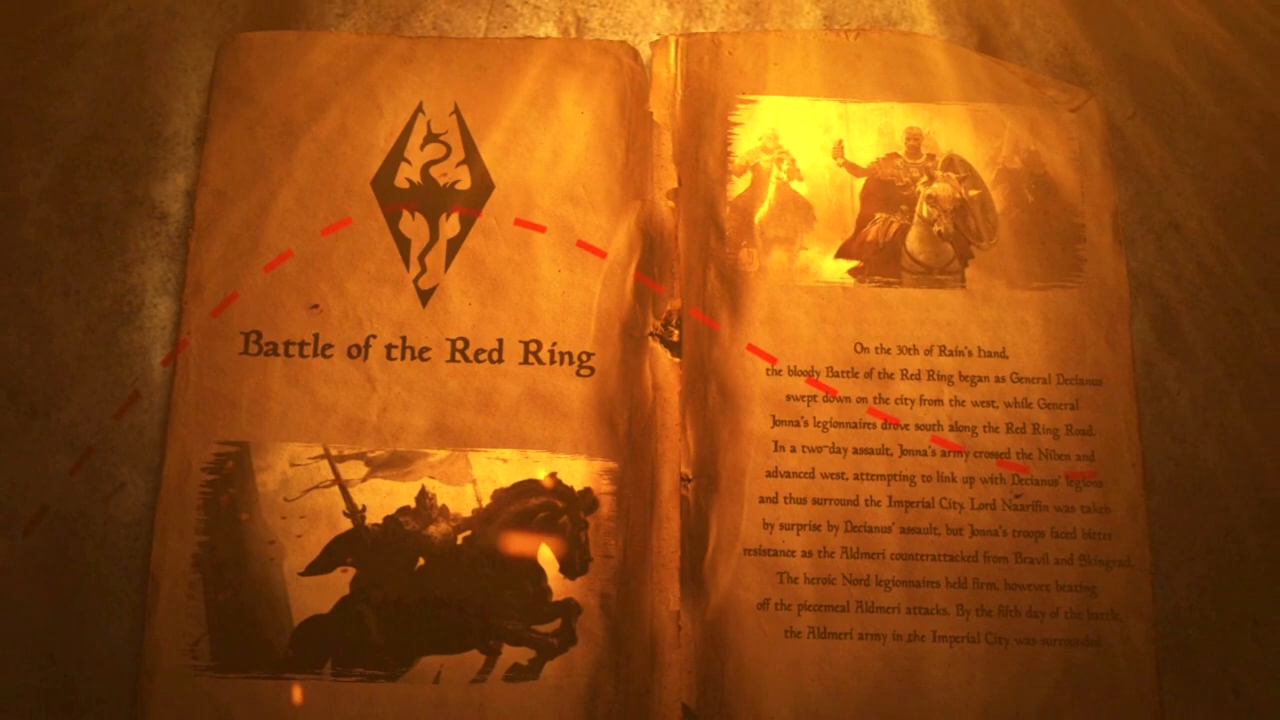 Battle of the Red Ring
On the 30th of Rain's Hand,
the bloody Battle of the Red Ring began as General Decianus
swept down on the city from the west, while General
Jonna's legionnaires drove south along the Red Ring Road.
In a two-day assault, Jonna's army crossed the Niben and
advanced west, attempting to link up with Decianus' legions
and thus surround the Imperial City. Lord Naarifin was taken
by surprise by Decianus' assault, but Jonna's troops faced bitter
resistance as the Aldmeri counterattacked from Bravil and Skingrad.
The heroic Nord legionnaires held firm, however beating
off the piecemeal Aldmeri attacks. By the fifth day of the battle,
the Aldmeri army in the Imperial City was surrounded.